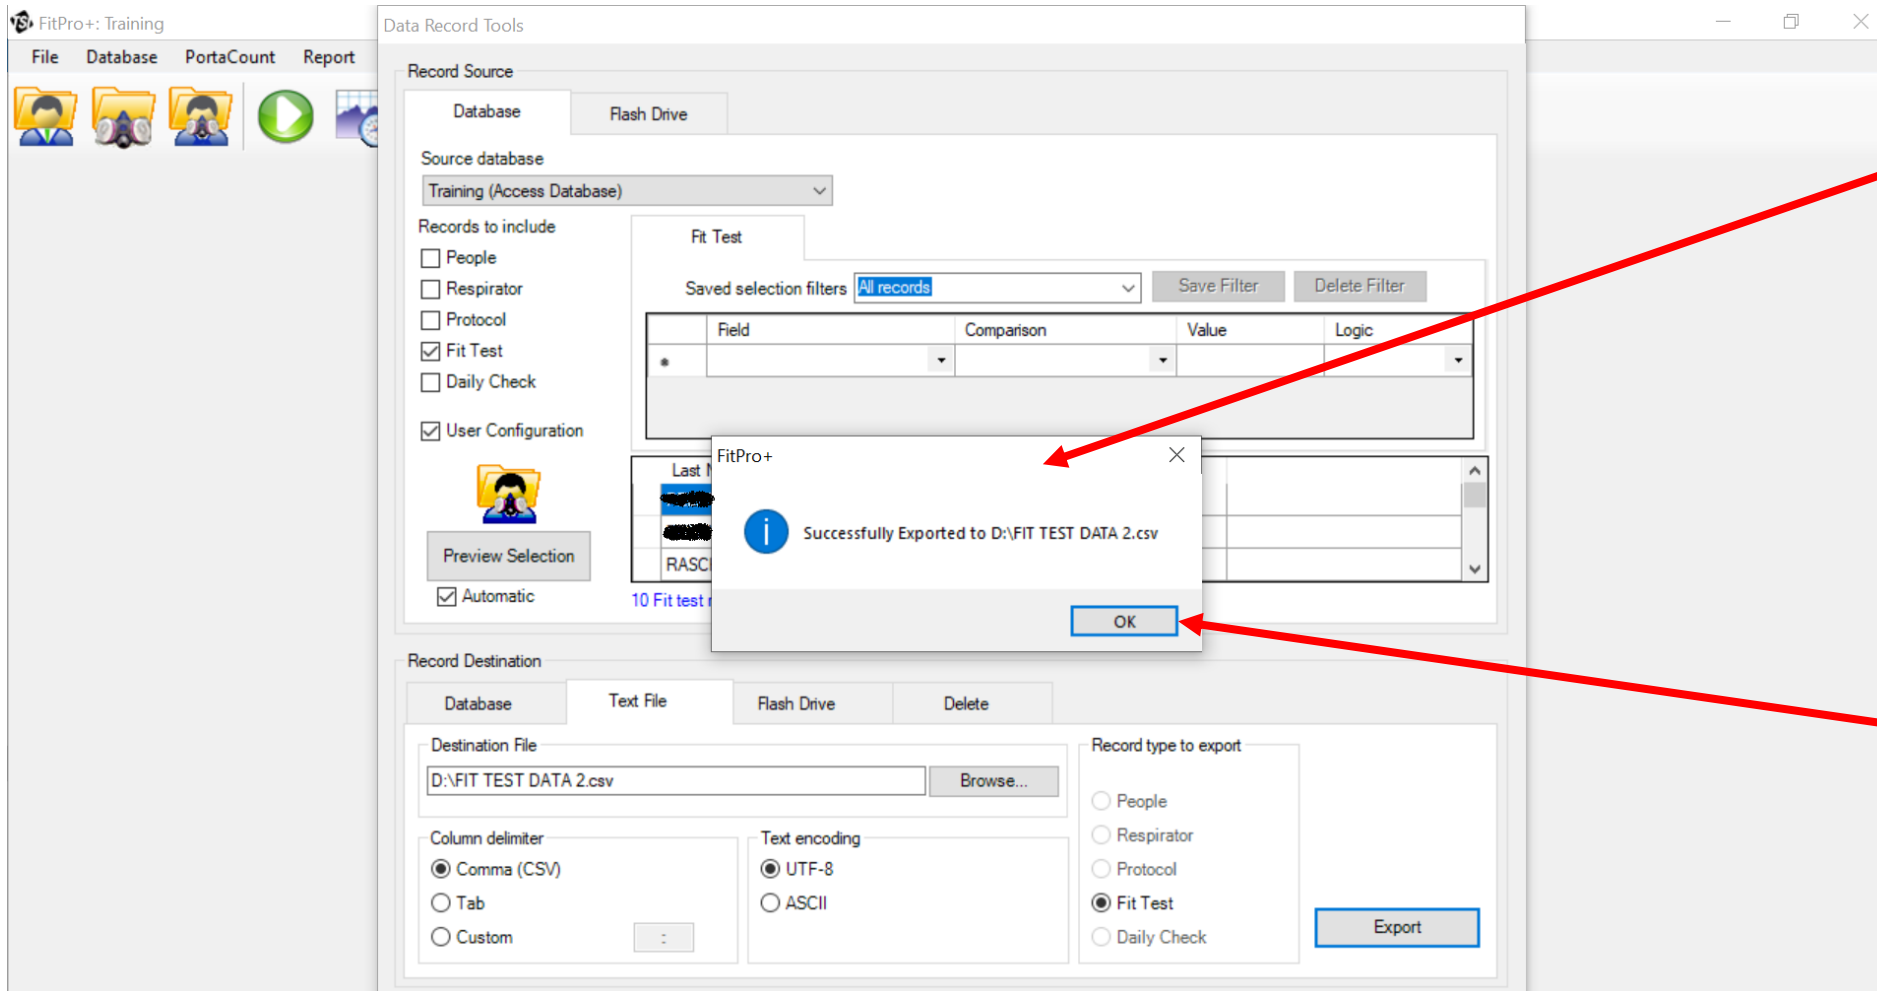 FitPro+: Training
Data Record Tools
File Database PortaCount Report
Record Source
Database Flash Drive
Source database
Training (Access Database)
Records to include
Fit Test
People
Saved selection filters All records Save Filter Delete Filter
Respirator
Protocol
Field Comparison Value Logic
Fit Test
*
Daily Check
User Configuration
FitPro+
Last
Successfully Exported to D:\FIT TEST DATA 2.csv
Preview Selection
RASC
Automatic
10 Fit test
OK
Record Destination
Database Text File Flash Drive Delete
Destination File
Record type to export
D:\FIT TEST DATA 2.csv Browse...
People
Column delimiter Text encoding
Respirator
Comma (CSV) UTF-8 Protocol
Tab ASCII Fit Test
Custom : Daily Check
Export